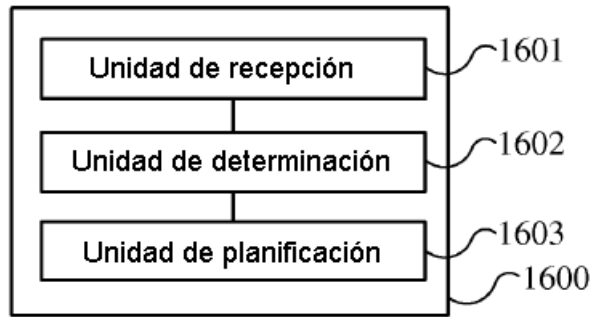 Unidad de recepción 1601
Unidad de determinación 1602
Unidad de planificación 1603
1600